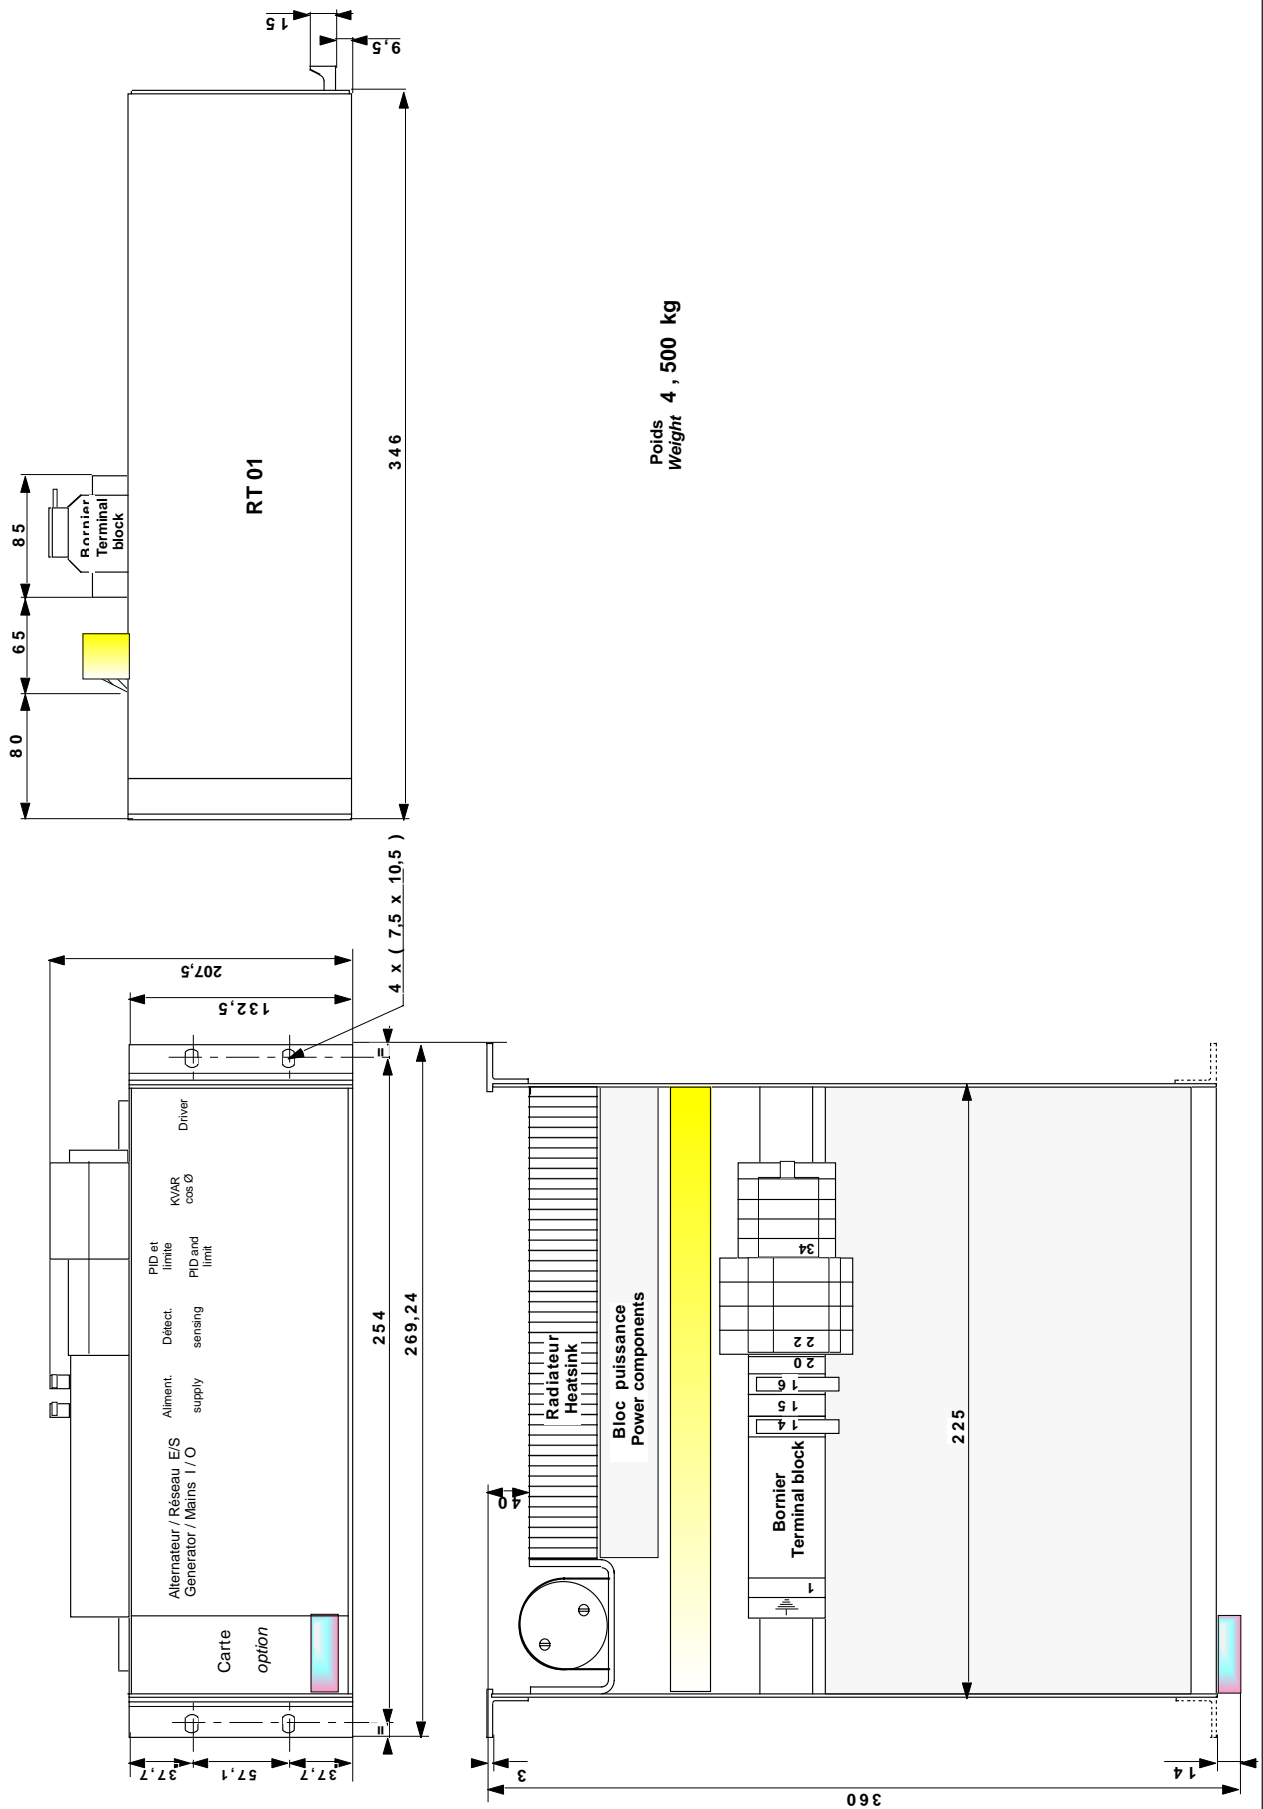 15
9,5
85
65
80
Bornier
Terminal
block
RT 01
346
Poids
Weight 4 , 500 kg
207,5
132,5
4 x ( 7,5 x 10,5 )
=
254
269,24
=
37,7
57,1
37,7
Carte
option
Alternateur / Réseau E/S
Generator / Mains I / O
Aliment.
supply
Détect.
sensing
PID et
limite
PID and
limit
KVAR
cos Ø
Driver
40
Radiateur
Heatsink
Bloc puissance
Power components
Bornier
Terminal block
1
14
15
16
20
22
34
225
3
360
14